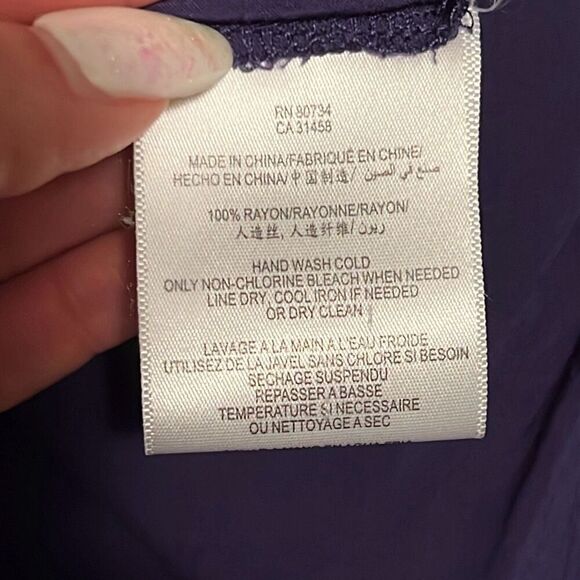 RN 80734
CA 31458
MADE IN CHINA/FABRIQUÉ EN CHINE/
HECHO EN CHINA/中国制造/ صنع في الصين
100% RAYON/RAYONNE/RAYON/
人造丝, 人造纤维/ ريون
HAND WASH COLD
ONLY NON-CHLORINE BLEACH WHEN NEEDED
LINE DRY, COOL IRON IF NEEDED
OR DRY CLEAN
LAVAGE A LA MAIN A L'EAU FROIDE
UTILISEZ DE LA JAVEL SANS CHLORE SI BESOIN
SECHAGE SUSPENDU
REPASSER A BASSE
TEMPERATURE SI NECESSAIRE
OU NETTOYAGE A SEC